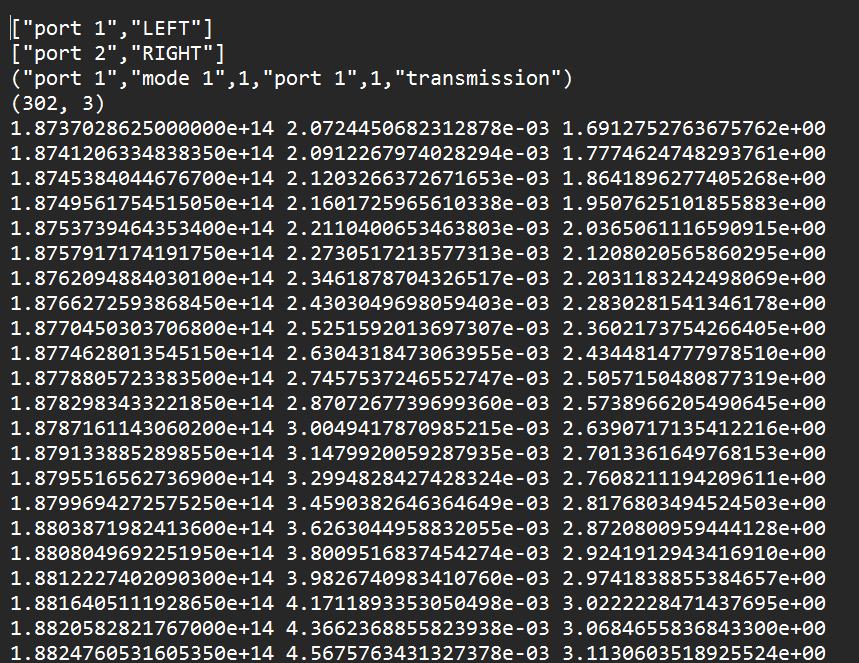 ["port 1","LEFT"]
["port 2","RIGHT"]
("port 1","mode 1",1,"port 1",1,"transmission")
(302, 3)
1.8737028625000000e+14 2.0724450682312878e-03 1.6912752763675762e+00
1.8741206334838350e+14 2.0912267974028294e-03 1.7774624748293761e+00
1.8745384044676700e+14 2.1203266372671653e-03 1.8641896277405268e+00
1.8749561754515050e+14 2.1601725965610338e-03 1.9507625101855883e+00
1.8753739464353400e+14 2.2110400653463803e-03 2.0365061116590915e+00
1.8757917174191750e+14 2.2730517213577313e-03 2.1208020565860295e+00
1.8762094884030100e+14 2.3461878704326517e-03 2.2031183242498069e+00
1.8766272593868450e+14 2.4303049698059403e-03 2.2830281541346178e+00
1.8770450303706800e+14 2.5251592013697307e-03 2.3602173754266405e+00
1.8774628013545150e+14 2.6304318473063955e-03 2.4344814777978510e+00
1.8778805723383500e+14 2.7457537246552747e-03 2.5057150480877319e+00
1.8782983433221850e+14 2.8707267739699360e-03 2.5738966205490645e+00
1.8787161143060200e+14 3.0049417870985215e-03 2.6390717135412216e+00
1.8791338852898550e+14 3.1479920059287935e-03 2.7013361649768153e+00
1.8795516562736900e+14 3.2994828427428324e-03 2.7608211194209611e+00
1.8799694272575250e+14 3.4590382646364649e-03 2.8176803494524503e+00
1.8803871982413600e+14 3.6263044958832055e-03 2.8720800959444128e+00
1.8808049692251950e+14 3.8009516837454274e-03 2.9241912943416910e+00
1.8812227402090300e+14 3.9826740983410760e-03 2.9741838855384657e+00
1.8816405111928650e+14 4.1711893353050498e-03 3.0222228471437695e+00
1.8820582821767000e+14 4.3662368855823938e-03 3.0684655836843300e+00
1.8824760531605350e+14 4.5675764313273​78e-03 3.1130603518925524e+00